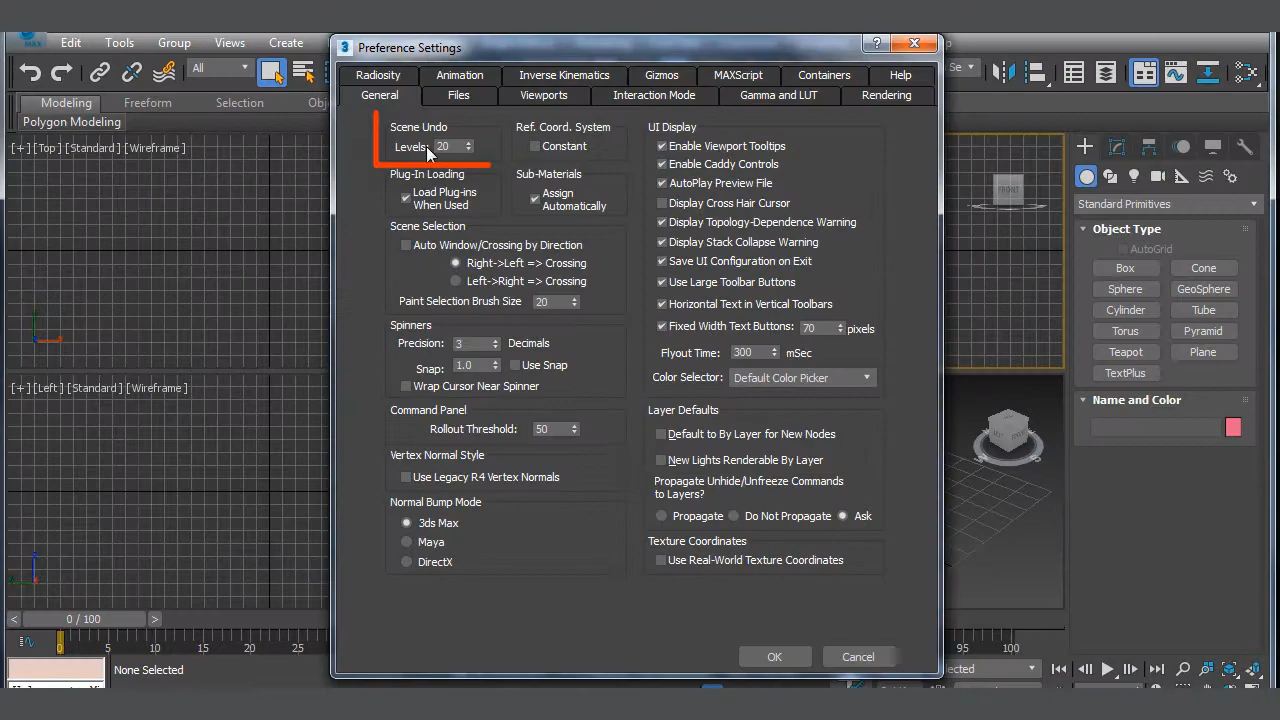 MAX
Edit Tools Group Views Create
Preference Settings
?
All
Se
Modeling Freeform Selection
Polygon Modeling
Radiosity Animation Inverse Kinematics Gizmos MAXScript Containers Help
General Files Viewports Interaction Mode Gamma and LUT Rendering
[+] [Top] [Standard] [Wireframe]
[+] [Left] [Standard] [Wireframe]
Scene Undo
Levels: 20
Plug-In Loading
Load Plug-ins
When Used
Ref. Coord. System
Constant
Sub-Materials
Assign
Automatically
Scene Selection
Auto Window/Crossing by Direction
Right->Left => Crossing
Left->Right => Crossing
Paint Selection Brush Size 20
Spinners
Precision: 3 Decimals
Snap: 1.0 Use Snap
Wrap Cursor Near Spinner
Command Panel
Rollout Threshold: 50
Vertex Normal Style
Use Legacy R4 Vertex Normals
Normal Bump Mode
3ds Max
Maya
DirectX
UI Display
Enable Viewport Tooltips
Enable Caddy Controls
AutoPlay Preview File
Display Cross Hair Cursor
Display Topology-Dependence Warning
Display Stack Collapse Warning
Save UI Configuration on Exit
Use Large Toolbar Buttons
Horizontal Text in Vertical Toolbars
Fixed Width Text Buttons: 70 pixels
Flyout Time: 300 mSec
Color Selector: Default Color Picker
Layer Defaults
Default to By Layer for New Nodes
New Lights Renderable By Layer
Propagate Unhide/Unfreeze Commands
to Layers?
Propagate Do Not Propagate Ask
Texture Coordinates
Use Real-World Texture Coordinates
OK Cancel
FRONT
Standard Primitives
Object Type
AutoGrid
Box Cone
Sphere GeoSphere
Cylinder Tube
Torus Pyramid
Teapot Plane
TextPlus
Name and Color
< 0 / 100 >
0 5 10 15 20 25
95 100
None Selected